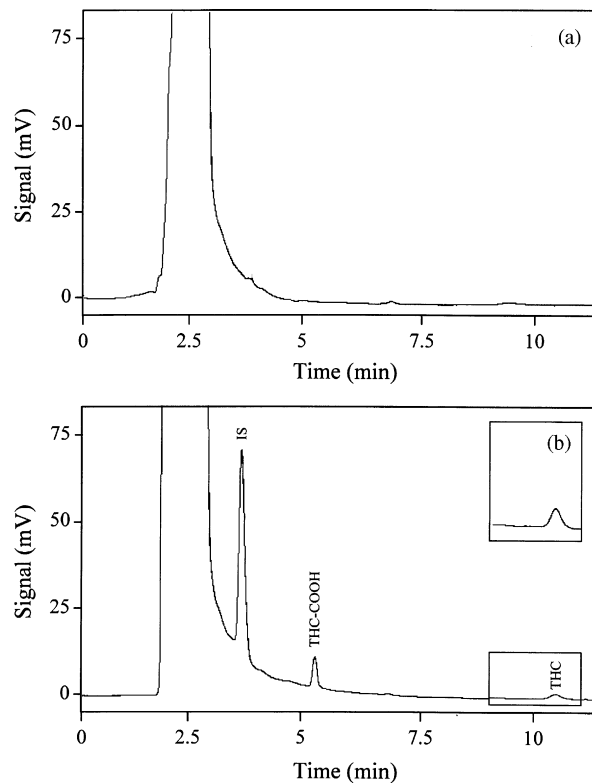 (a)
75
50
25
0
Signal (mV)
0 2.5 5 7.5 10
Time (min)
(b)
75
50
25
0
Signal (mV)
IS
THC-COOH
THC
0 2.5 5 7.5 10
Time (min)